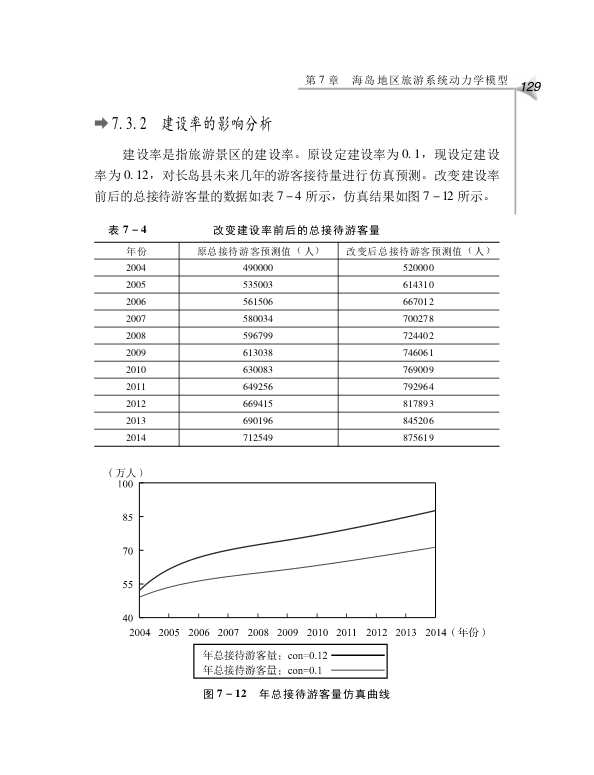 第 7 章　海岛地区旅游系统动力学模型
129
7.3.2　建设率的影响分析
建设率是指旅游景区的建设率。原设定建设率为 0.1，现设定建设
率为 0.12，对长岛县未来几年的游客接待量进行仿真预测。改变建设率
前后的总接待游客量的数据如表 7－4 所示，仿真结果如图 7－12 所示。
表 7－4　改变建设率前后的总接待游客量
年份　原总接待游客预测值（人）　改变后总接待游客预测值（人）
2004　490000　520000
2005　535003　614310
2006　561506　667012
2007　580034　700278
2008　596799　724402
2009　613038　746061
2010　630083　769009
2011　649256　792964
2012　669415　817893
2013　690196　845206
2014　712549　875619
（万人）
100
85
70
55
40
2004 2005 2006 2007 2008 2009 2010 2011 2012 2013 2014（年份）
年总接待游客量：con=0.12
年总接待游客量：con=0.1
图 7－12　年总接待游客量仿真曲线